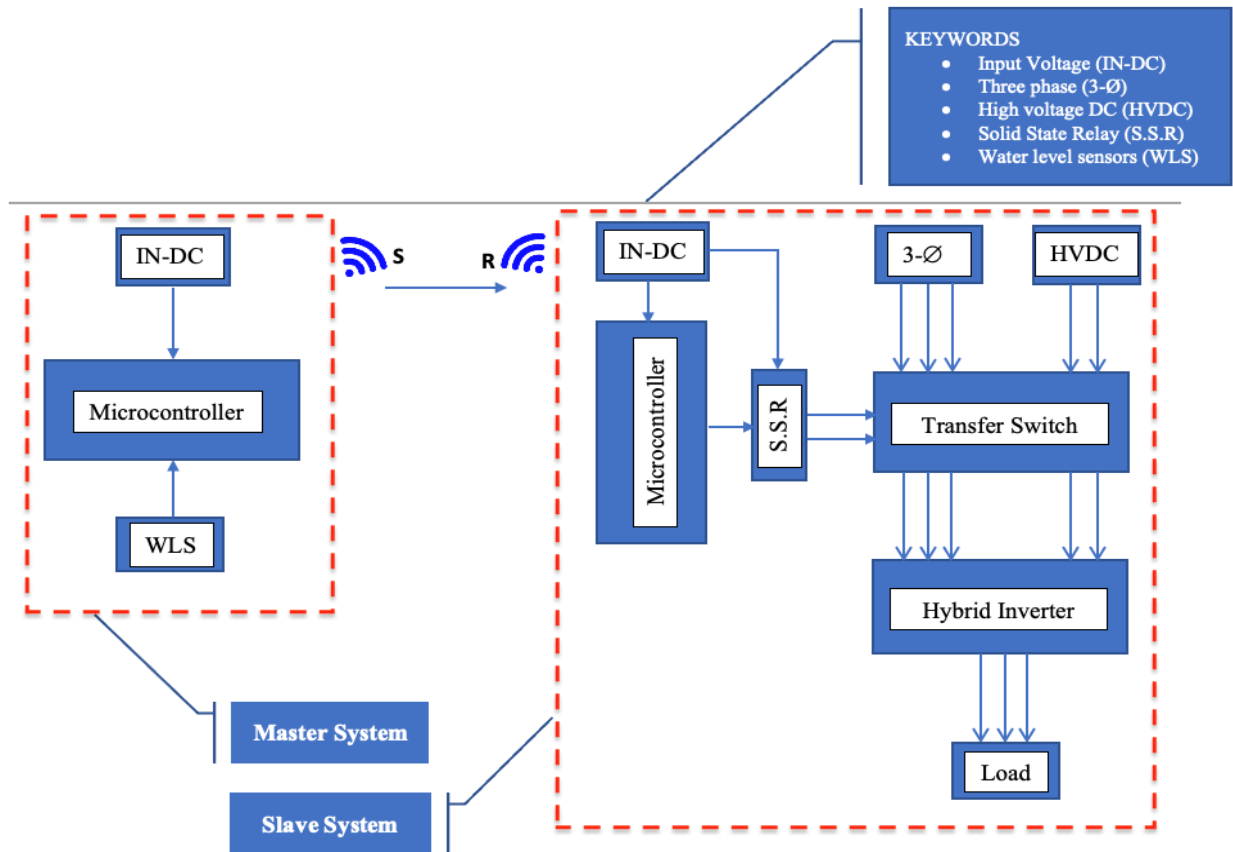 KEYWORDS
• Input Voltage (IN-DC)
• Three phase (3-Ø)
• High voltage DC (HVDC)
• Solid State Relay (S.S.R)
• Water level sensors (WLS)
IN-DC
S
R
IN-DC
3-Ø
HVDC
Microcontroller
Microcontroller
S.S.R
Transfer Switch
WLS
Hybrid Inverter
Master System
Load
Slave System